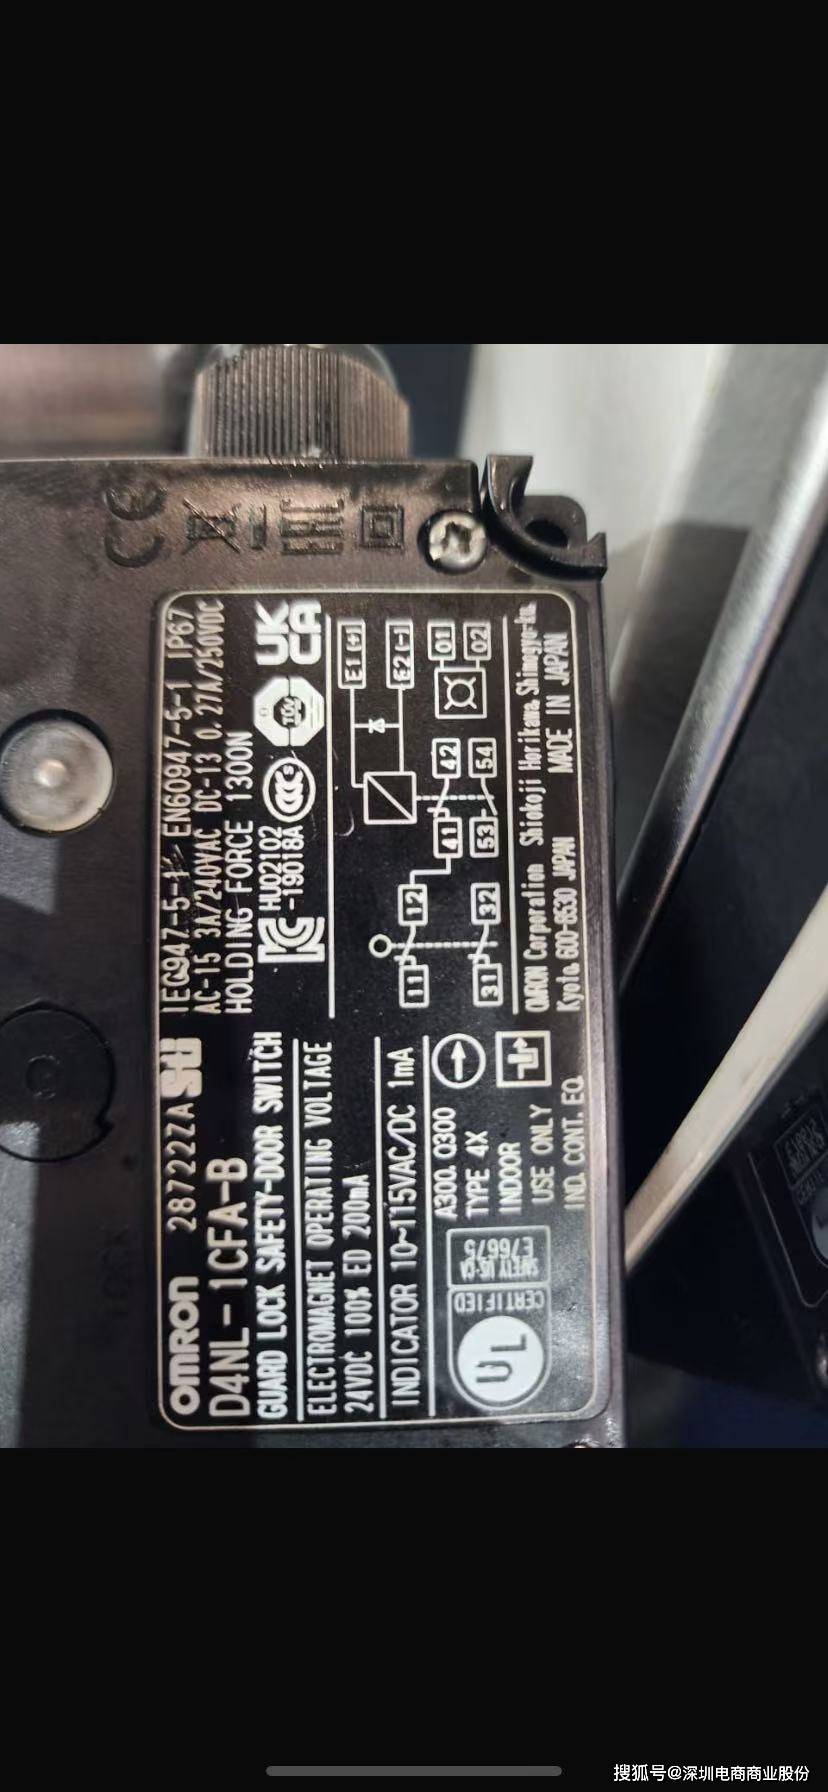 OMRON 28722ZA
D4NL-1CFA-B
GUARD LOCK SAFETY-DOOR SWITCH
ELECTROMAGNET OPERATING VOLTAGE
24VDC 100% ED 200mA
INDICATOR 10~115VAC/DC 1mA
UL
CERTIFIED
SAFETY US-CA
E76675
A300, Q300
TYPE 4X
INDOOR
USE ONLY
IND. CONT. EQ.
IEC947-5-1 EN60947-5-1 IP67
AC-15 3A/240VAC DC-13 0.27A/250VDC
HOLDING FORCE 1300N
HU02102
-19018A
CCC
S
TÜV
UK
CA
E1 (+)
E2 (-)
11 12 41 42 01
31 32 53 54 02
OMRON Corporation Shiokoji Horikawa, Shimogyo-ku,
Kyoto, 600-8530 JAPAN MADE IN JAPAN
CE
EAC
搜狐号@深圳电商商业股份